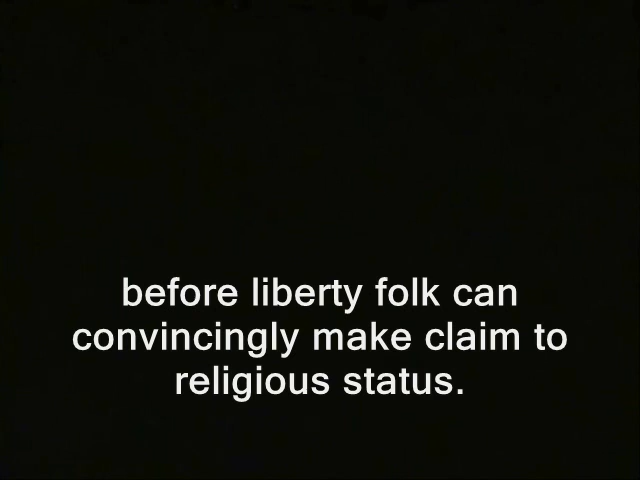 before liberty folk can
convincingly make claim to
religious status.